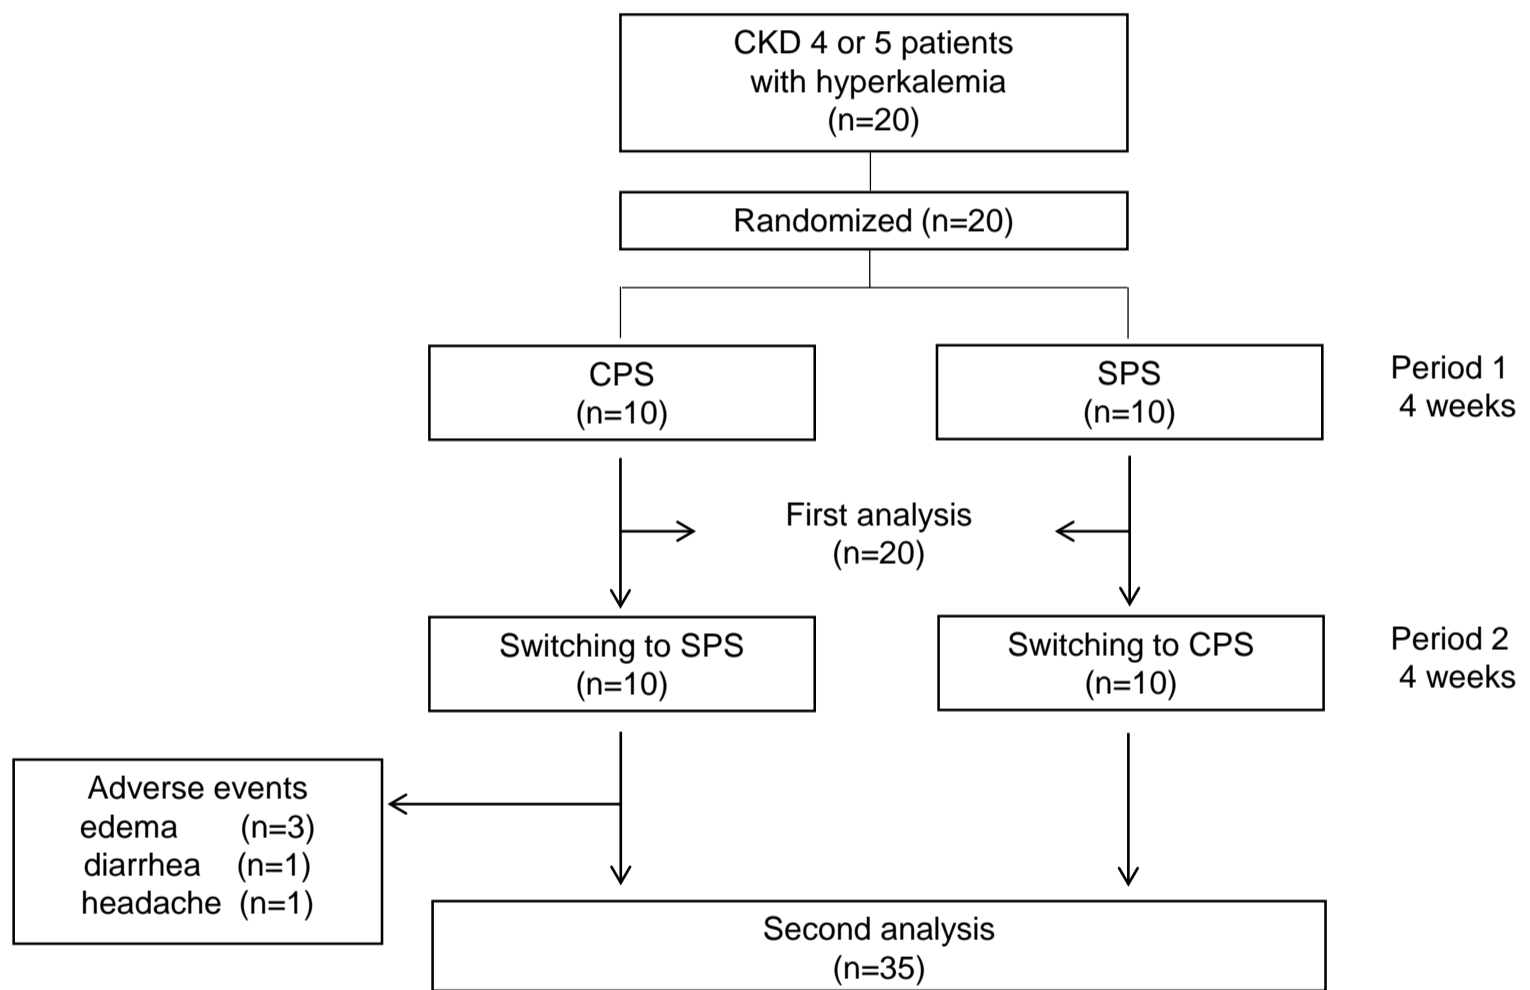 CKD 4 or 5 patients
with hyperkalemia
(n=20)
Randomized (n=20)
CPS
(n=10)
SPS
(n=10)
Period 1
4 weeks
First analysis
(n=20)
Switching to SPS
(n=10)
Switching to CPS
(n=10)
Period 2
4 weeks
Adverse events
edema (n=3)
diarrhea (n=1)
headache (n=1)
Second analysis
(n=35)